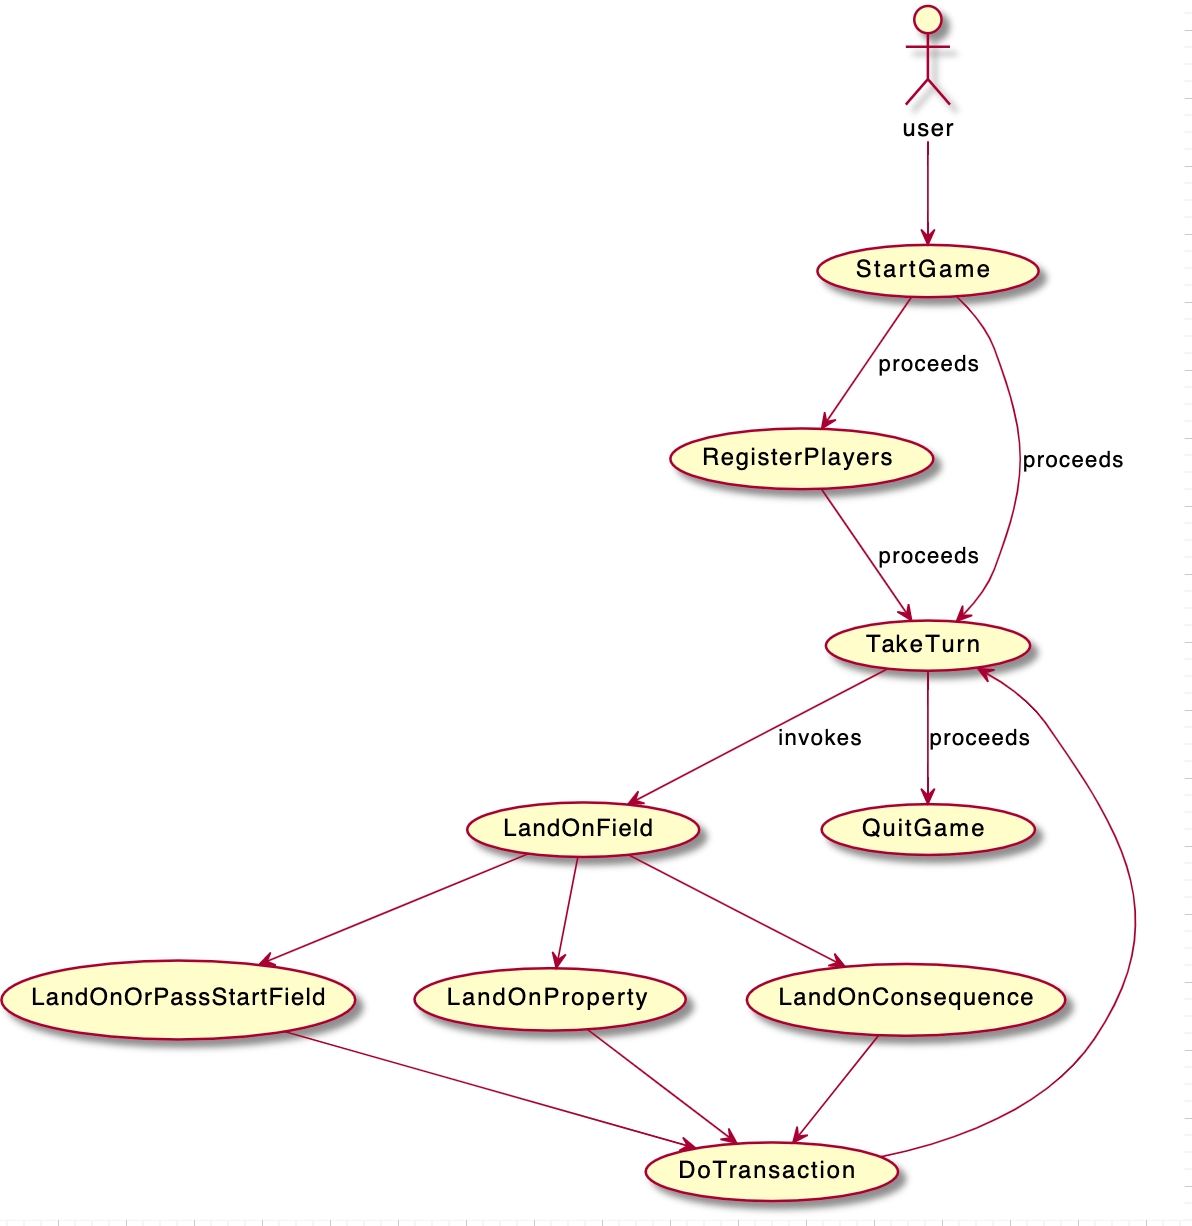 user
StartGame
proceeds
RegisterPlayers
proceeds
proceeds
TakeTurn
invokes
proceeds
LandOnField
QuitGame
LandOnOrPassStartField
LandOnProperty
LandOnConsequence
DoTransaction